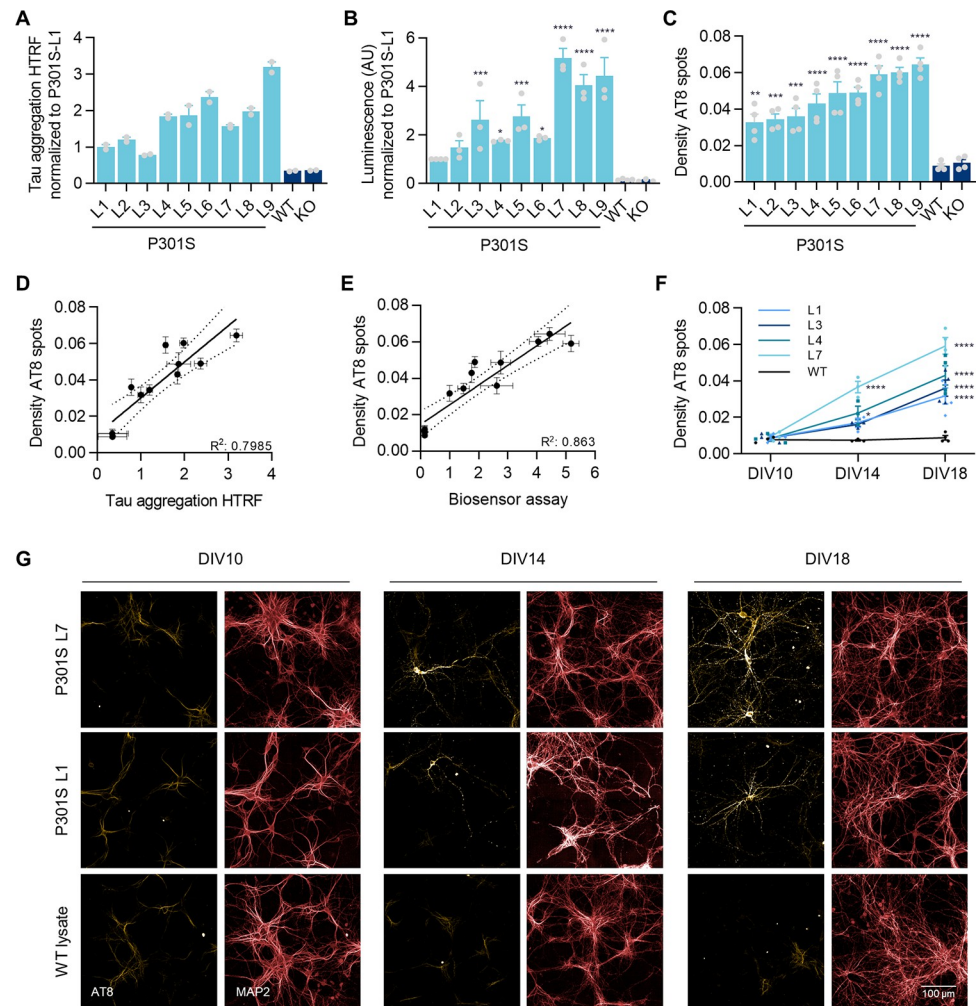 A
Tau aggregation HTRF
normalized to P301S-L1
4
3
2
1
0
L1 L2 L3 L4 L5 L6 L7 L8 L9 WT KO
P301S
B
Luminescence (AU)
normalized to P301S-L1
6
4
2
0
*** * *** * **** **** ****
L1 L2 L3 L4 L5 L6 L7 L8 L9 WT KO
P301S
C
Density AT8 spots
0.08
0.06
0.04
0.02
0.00
** *** *** **** **** **** **** **** ****
L1 L2 L3 L4 L5 L6 L7 L8 L9 WT KO
P301S
D
Density AT8 spots
0.08
0.06
0.04
0.02
0.00
0 1 2 3 4
R²: 0.7985
Tau aggregation HTRF
E
Density AT8 spots
0.08
0.06
0.04
0.02
0.00
0 1 2 3 4 5 6
R²: 0.863
Biosensor assay
F
Density AT8 spots
0.08
0.06
0.04
0.02
0.00
L1
L3
L4
L7
WT
****
*
****
****
****
****
DIV10 DIV14 DIV18
G
DIV10 DIV14 DIV18
P301S L7
P301S L1
WT lysate
AT8 MAP2
100 µm